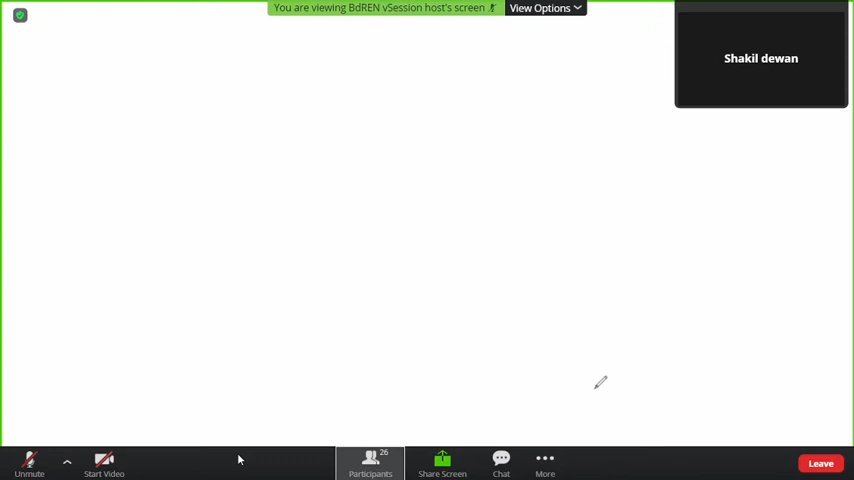 You are viewing BdREN vSession host's screen
View Options
Shakil dewan
26
Unmute
Start Video
Participants
Share Screen
Chat
More
Leave